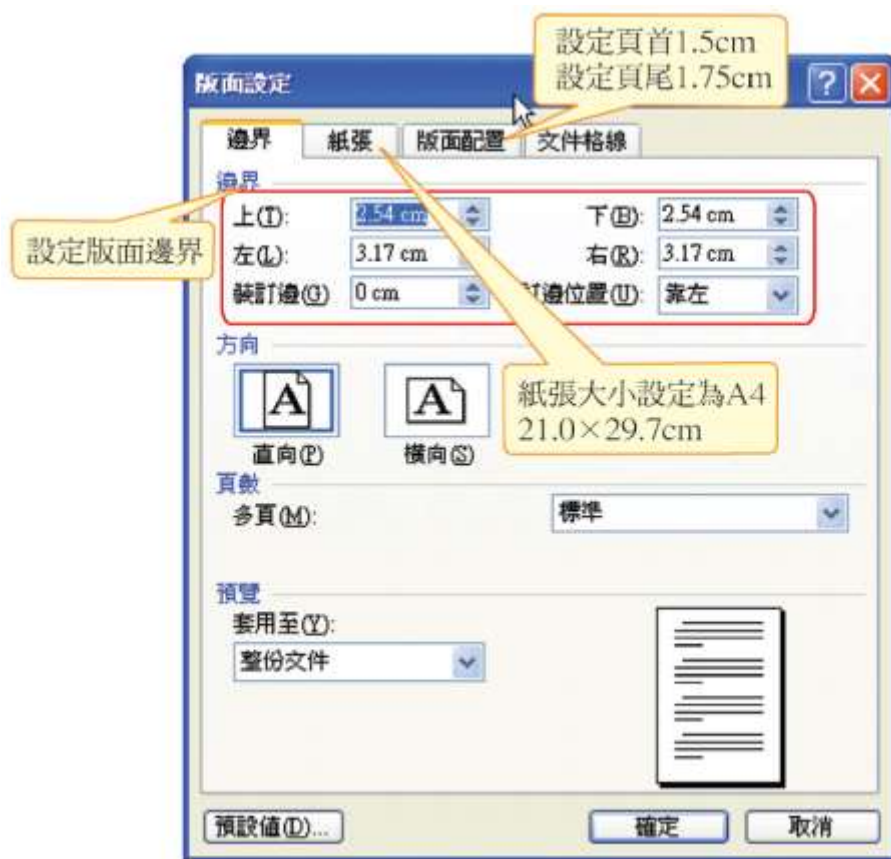 設定頁首1.5cm
設定頁尾1.75cm
版面設定
邊界 紙張 版面配置 文件格線
邊界
設定版面邊界
上(T): 2.54 cm 下(B): 2.54 cm
左(L): 3.17 cm 右(R): 3.17 cm
裝訂邊(G) 0 cm 訂邊位置(U): 靠左
方向
紙張大小設定為A4
21.0×29.7cm
A A
直向(P) 橫向(S)
頁數
多頁(M): 標準
預覽
套用至(Y):
整份文件
預設值(D)... 確定 取消